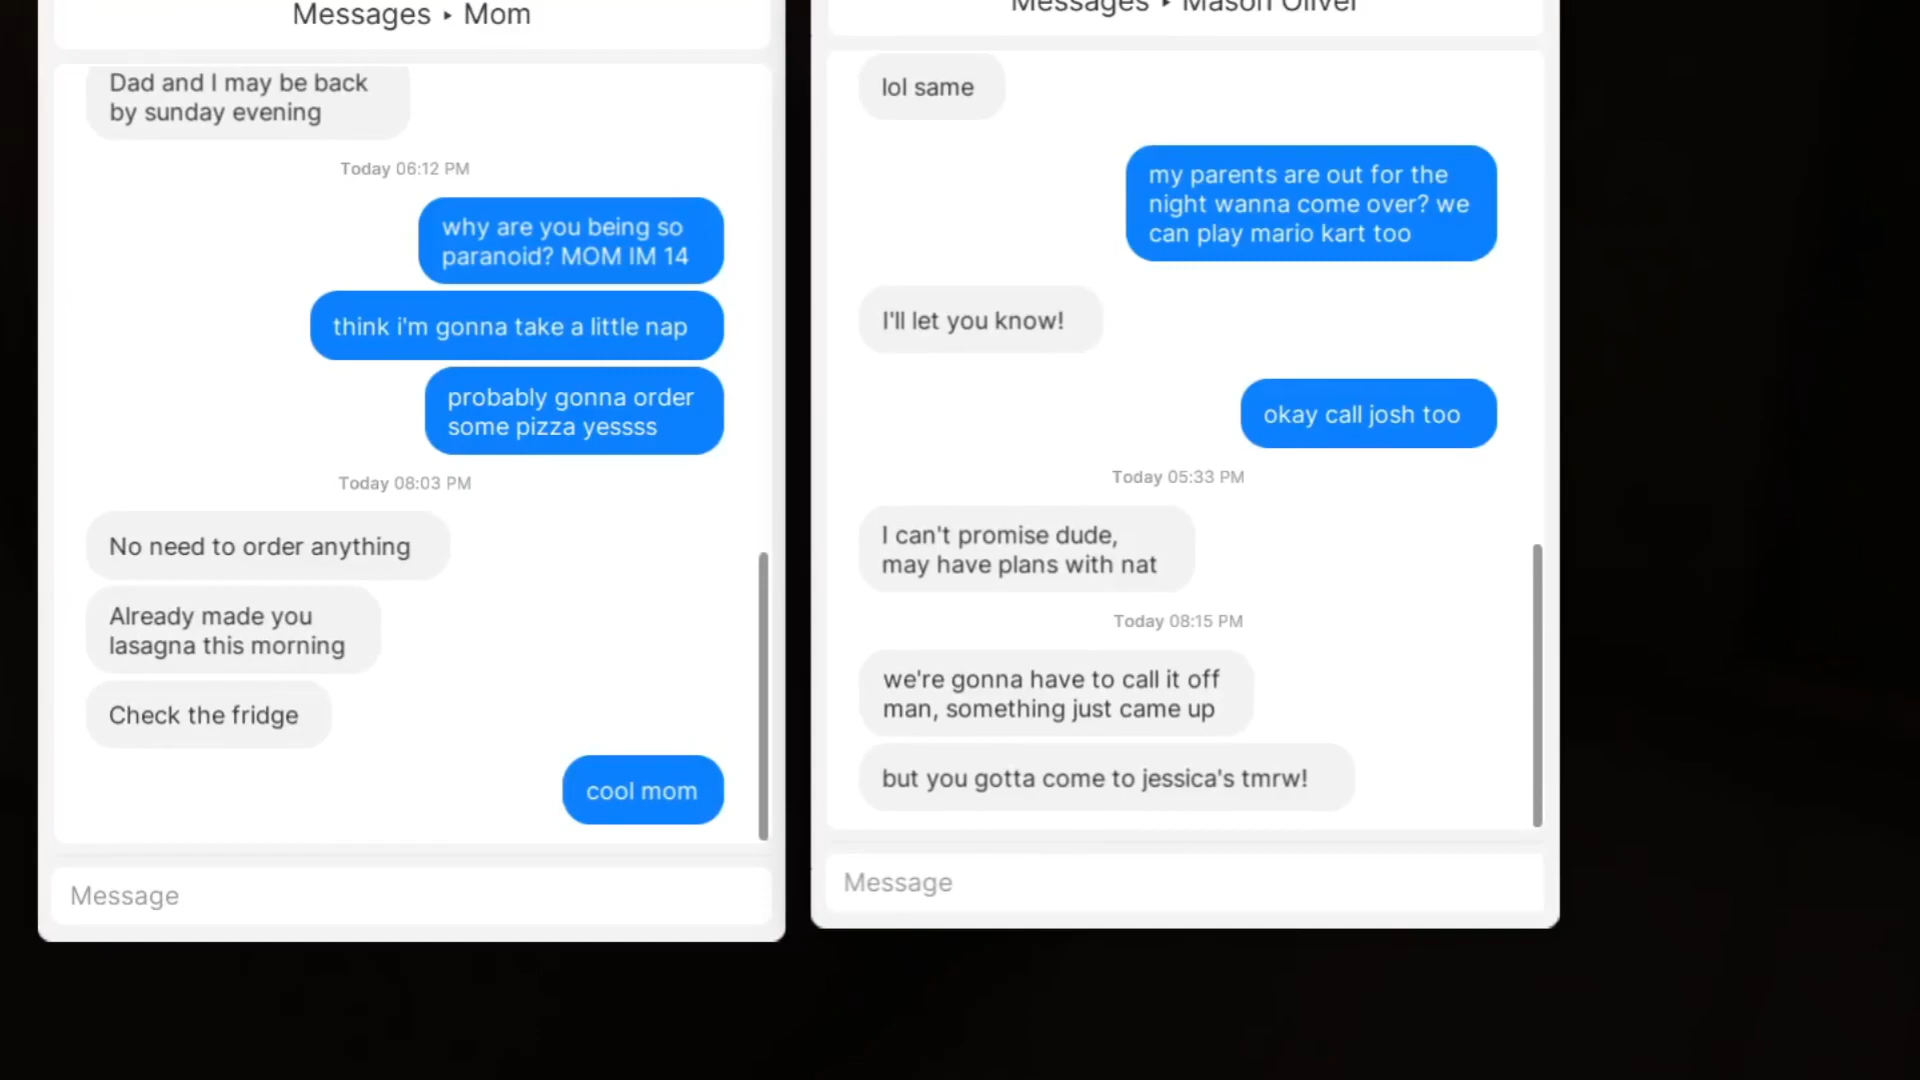 Messages ▸ Mom
Dad and I may be back
by sunday evening
Today 06:12 PM
why are you being so
paranoid? MOM IM 14
think i'm gonna take a little nap
probably gonna order
some pizza yessss
Today 08:03 PM
No need to order anything
Already made you
lasagna this morning
Check the fridge
cool mom
Message
Messages ▸ Mason Oliver
lol same
my parents are out for the
night wanna come over? we
can play mario kart too
I'll let you know!
okay call josh too
Today 05:33 PM
I can't promise dude,
may have plans with nat
Today 08:15 PM
we're gonna have to call it off
man, something just came up
but you gotta come to jessica's tmrw!
Message